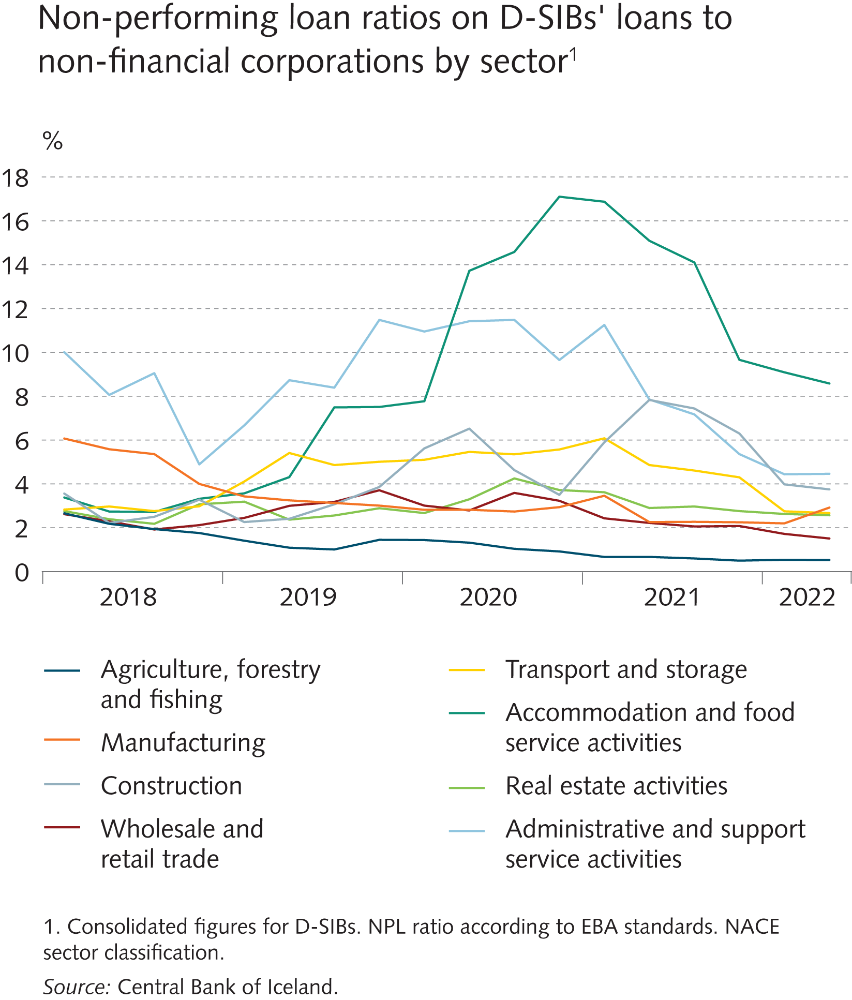 Non-performing loan ratios on D-SIBs' loans to
non-financial corporations by sector¹
%
18
16
14
12
10
8
6
4
2
0
2018 2019 2020 2021 2022
Agriculture, forestry
and fishing
Manufacturing
Construction
Wholesale and
retail trade
Transport and storage
Accommodation and food
service activities
Real estate activities
Administrative and support
service activities
1. Consolidated figures for D-SIBs. NPL ratio according to EBA standards. NACE
sector classification.
Source: Central Bank of Iceland.